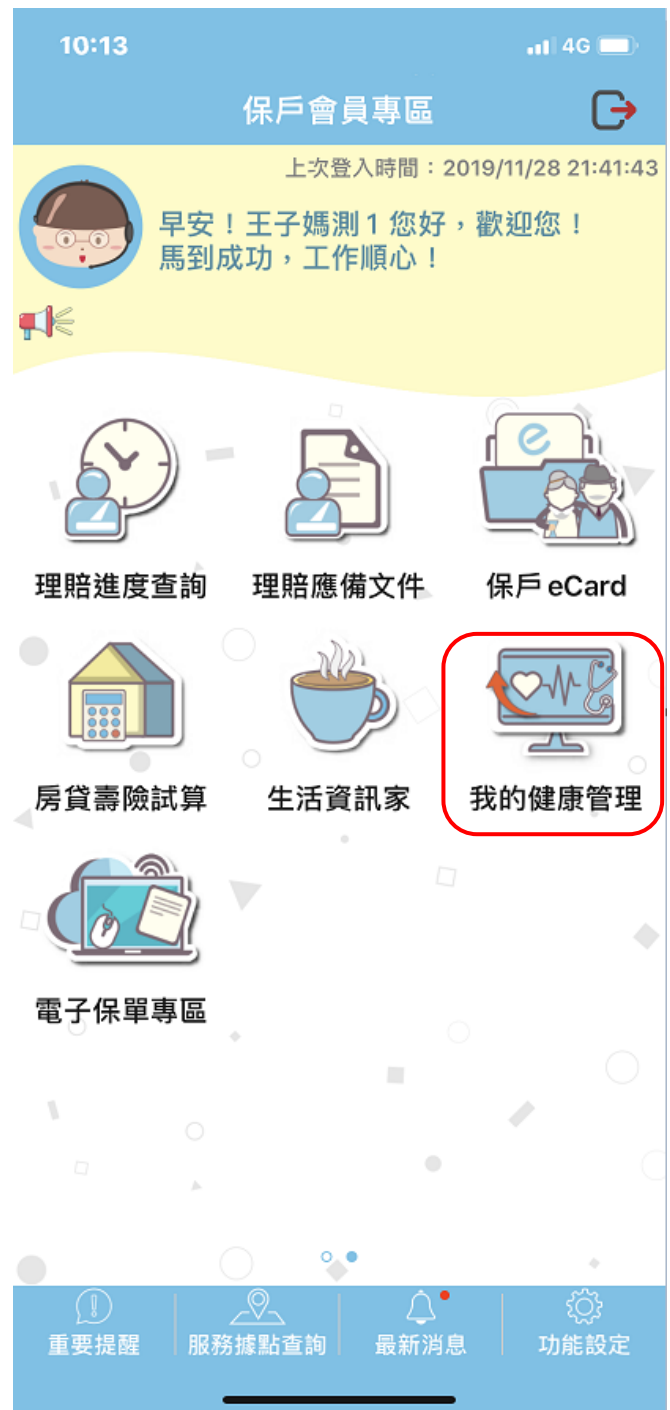 10:13 4G
保戶會員專區
上次登入時間：2019/11/28 21:41:43
早安！王子媽測1您好，歡迎您！
馬到成功，工作順心！
e
理賠進度查詢 理賠應備文件 保戶 eCard
房貸壽險試算 生活資訊家 我的健康管理
電子保單專區
重要提醒 服務據點查詢 最新消息 功能設定